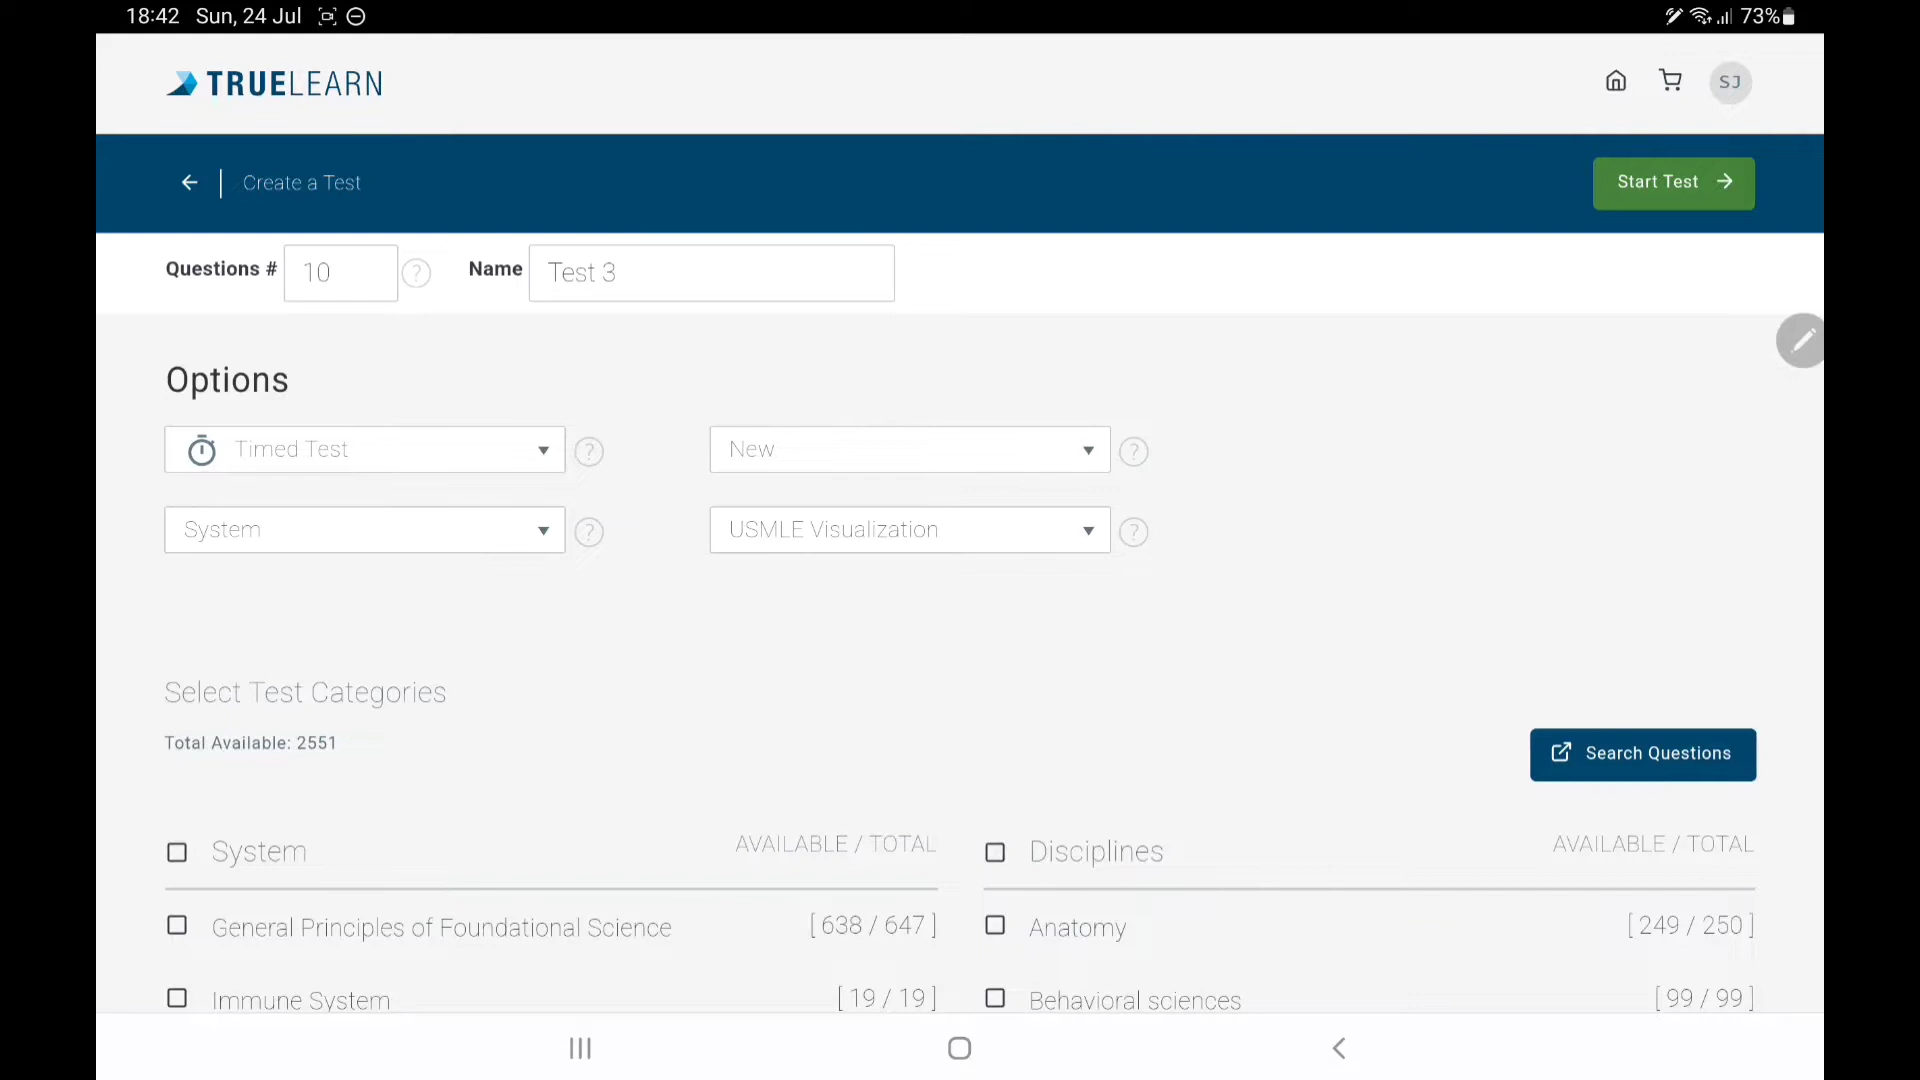 18:42 Sun, 24 Jul 73%
TRUELEARN
SJ
Create a Test
Start Test
Questions # 10 ? Name Test 3
Options
Timed Test ? New ?
System ? USMLE Visualization ?
Select Test Categories
Total Available: 2551
Search Questions
System AVAILABLE / TOTAL Disciplines AVAILABLE / TOTAL
General Principles of Foundational Science [ 638 / 647 ] Anatomy [ 249 / 250 ]
Immune System [ 19 / 19 ] Behavioral sciences [ 99 / 99 ]